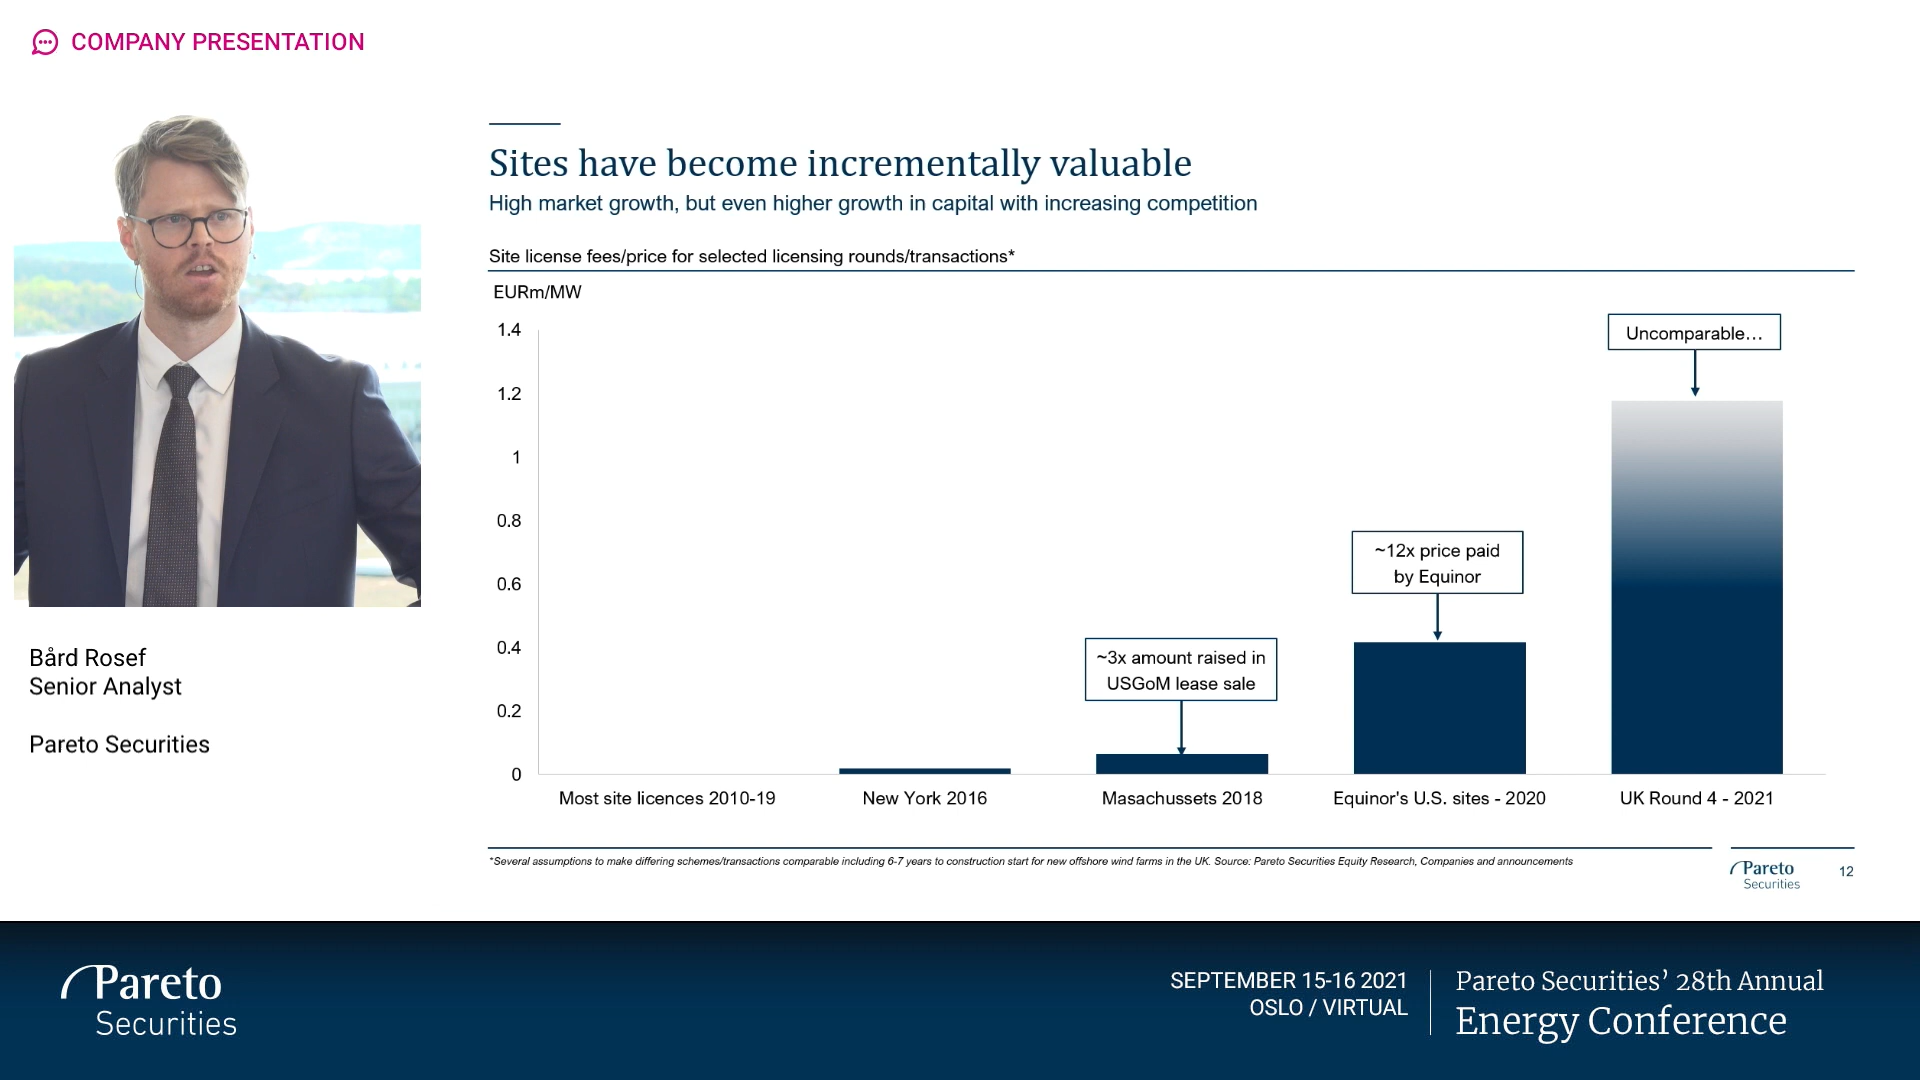 COMPANY PRESENTATION
Sites have become incrementally valuable
High market growth, but even higher growth in capital with increasing competition
Site license fees/price for selected licensing rounds/transactions*
EURm/MW
1.4
1.2
1
0.8
0.6
0.4
0.2
0
Uncomparable…
~12x price paid
by Equinor
~3x amount raised in
USGoM lease sale
Most site licences 2010-19
New York 2016
Masachussets 2018
Equinor's U.S. sites - 2020
UK Round 4 - 2021
*Several assumptions to make differing schemes/transactions comparable including 6-7 years to construction start for new offshore wind farms in the UK. Source: Pareto Securities Equity Research, Companies and announcements
Pareto
Securities
12
Bård Rosef
Senior Analyst
Pareto Securities
Pareto
Securities
SEPTEMBER 15-16 2021
OSLO / VIRTUAL
Pareto Securities’ 28th Annual
Energy Conference